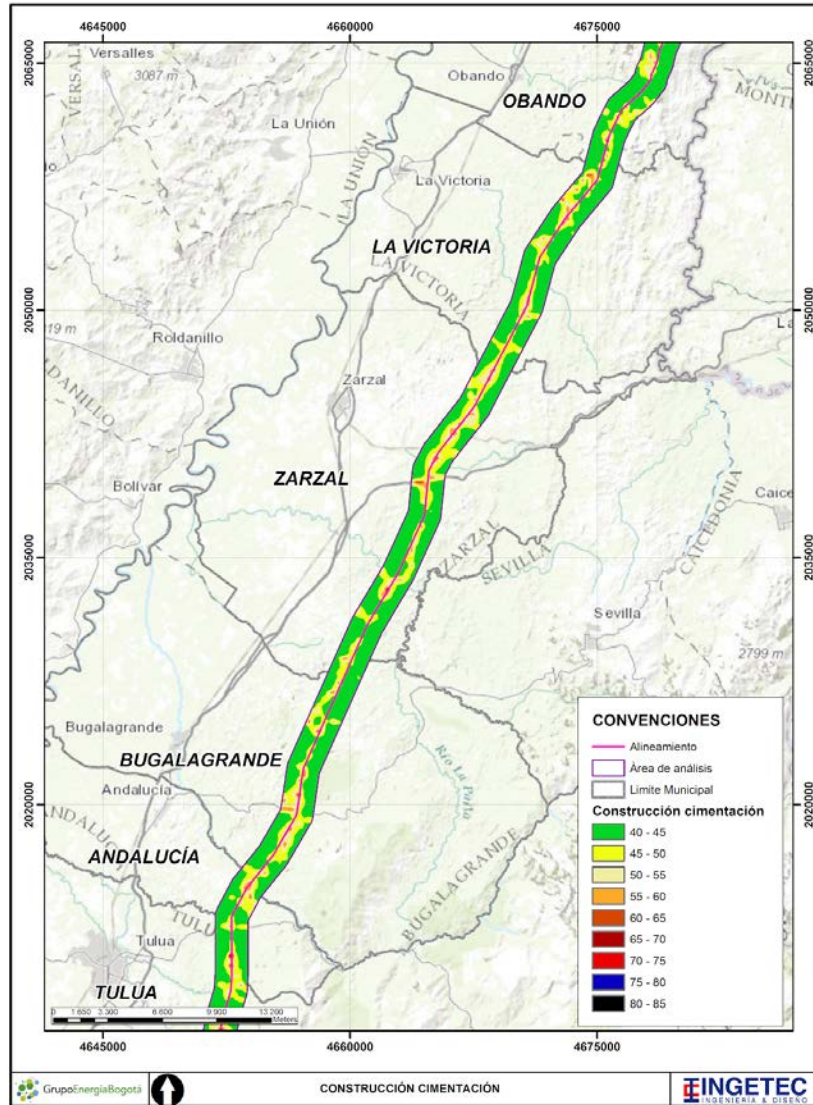 4645000 4660000 4675000
2065000 2065000
Versalles
VERSALLES
3087 m
Obando
OBANDO
MONTE
La Unión
LA UNIÓN
La Victoria
LA VICTORIA
LA VICTORIA
2050000 2050000
Roldanillo
Zarzal
ZARZAL
Bolívar
ZARZAL
SEVILLA
CAICEDONIA
2035000 2035000
Sevilla
2799 m
Bugalagrande
BUGALAGRANDE
Andalucía
Río La Paila
2020000 2020000
ANDALUCÍA
ANDALUCÍA
BUGALAGRANDE
Tulua
TULUA
0 1 650 3 300 6 600 9 900 13 200
Meters
CONVENCIONES
Alineamiento
Área de análisis
Limite Municipal
Construcción cimentación
40 - 45
45 - 50
50 - 55
55 - 60
60 - 65
65 - 70
70 - 75
75 - 80
80 - 85
4645000 4660000 4675000
GrupoEnergíaBogotá
CONSTRUCCIÓN CIMENTACIÓN
INGETEC
INGENIERÍA & DISEÑO